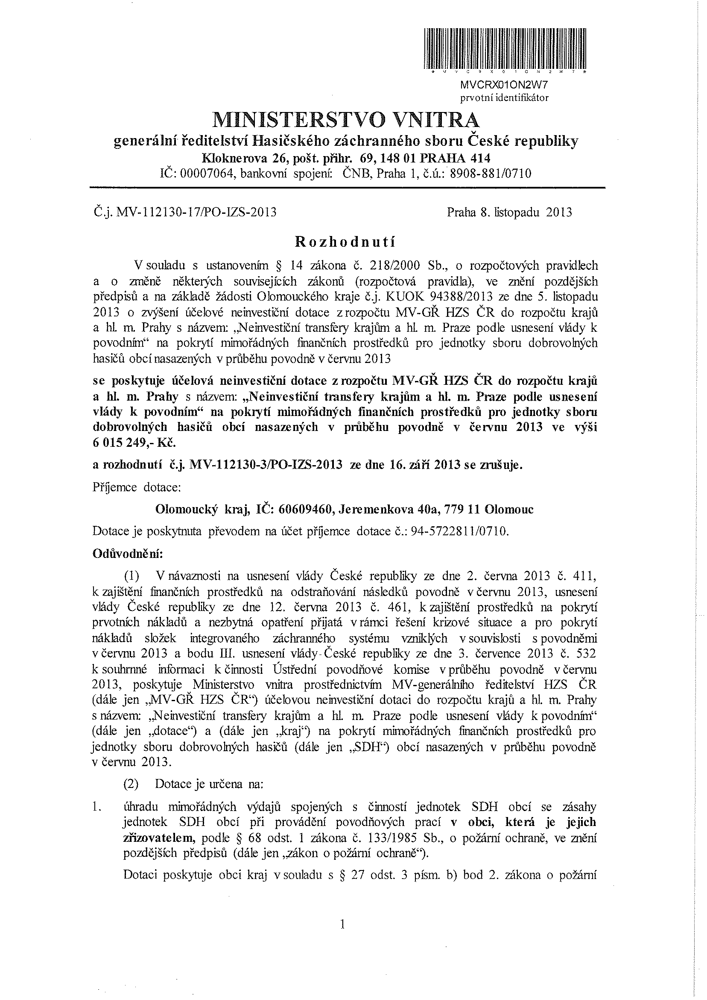 * M V C R X 0 1 O N 2 W 7 *
MVCRX01ON2W7
prvotní identifikátor
MINISTERSTVO VNITRA
generální ředitelství Hasičského záchranného sboru České republiky
Kloknerova 26, pošt. přihr. 69, 148 01 PRAHA 414
IČ: 00007064, bankovní spojení: ČNB, Praha 1, č.ú.: 8908-881/0710
Č.j. MV-112130-17/PO-IZS-2013 Praha 8. listopadu 2013
Rozhodnutí
V souladu s ustanovením § 14 zákona č. 218/2000 Sb., o rozpočtových pravidlech
a o změně některých souvisejících zákonů (rozpočtová pravidla), ve znění pozdějších
předpisů a na základě žádosti Olomouckého kraje č.j. KUOK 94388/2013 ze dne 5. listopadu
2013 o zvýšení účelové neinvestiční dotace z rozpočtu MV-GŘ HZS ČR do rozpočtu krajů
a hl. m. Prahy s názvem: „Neinvestiční transfery krajům a hl. m. Praze podle usnesení vlády k
povodním“ na pokrytí mimořádných finančních prostředků pro jednotky sboru dobrovolných
hasičů obcí nasazených v průběhu povodně v červnu 2013
se poskytuje účelová neinvestiční dotace z rozpočtu MV-GŘ HZS ČR do rozpočtu krajů
a hl. m. Prahy s názvem: „Neinvestiční transfery krajům a hl. m. Praze podle usnesení
vlády k povodním“ na pokrytí mimořádných finančních prostředků pro jednotky sboru
dobrovolných hasičů obcí nasazených v průběhu povodně v červnu 2013 ve výši
6 015 249,- Kč.
a rozhodnutí č.j. MV-112130-3/PO-IZS-2013 ze dne 16. září 2013 se zrušuje.
Příjemce dotace:
Olomoucký kraj, IČ: 60609460, Jeremenkova 40a, 779 11 Olomouc
Dotace je poskytnuta převodem na účet příjemce dotace č.: 94-5722811/0710.
Odůvodnění:
(1) V návaznosti na usnesení vlády České republiky ze dne 2. června 2013 č. 411,
k zajištění finančních prostředků na odstraňování následků povodně v červnu 2013, usnesení
vlády České republiky ze dne 12. června 2013 č. 461, k zajištění prostředků na pokrytí
prvotních nákladů a nezbytná opatření přijatá v rámci řešení krizové situace a pro pokrytí
nákladů složek integrovaného záchranného systému vzniklých v souvislosti s povodněmi
v červnu 2013 a bodu III. usnesení vlády České republiky ze dne 3. července 2013 č. 532
k souhrnné informaci k činnosti Ústřední povodňové komise v průběhu povodně v červnu
2013, poskytuje Ministerstvo vnitra prostřednictvím MV-generálního ředitelství HZS ČR
(dále jen „MV-GŘ HZS ČR“) účelovou neinvestiční dotaci do rozpočtu krajů a hl. m. Prahy
s názvem: „Neinvestiční transfery krajům a hl. m. Praze podle usnesení vlády k povodním“
(dále jen „dotace“) a (dále jen „kraj“) na pokrytí mimořádných finančních prostředků pro
jednotky sboru dobrovolných hasičů (dále jen „SDH“) obcí nasazených v průběhu povodně
v červnu 2013.
(2) Dotace je určena na:
1. úhradu mimořádných výdajů spojených s činností jednotek SDH obcí se zásahy
jednotek SDH obcí při provádění povodňových prací v obci, která je jejich
zřizovatelem, podle § 68 odst. 1 zákona č. 133/1985 Sb., o požární ochraně, ve znění
pozdějších předpisů (dále jen „zákon o požární ochraně“).
Dotaci poskytuje obci kraj v souladu s § 27 odst. 3 písm. b) bod 2. zákona o požární
1